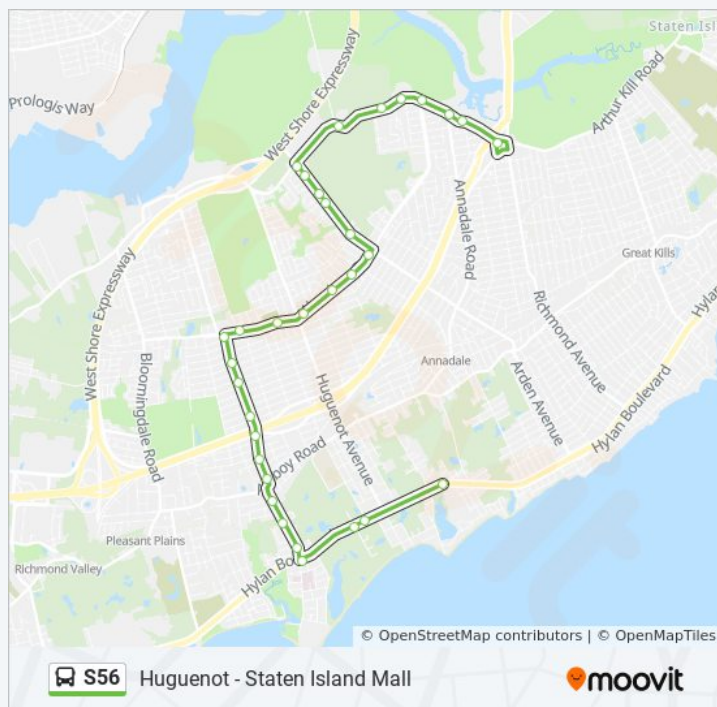 Staten Isl
Prologis Way
West Shore Expressway
Arthur Kill Road
Annadale Road
Great Kills
Hylan
West Shore Expressway
Bloomingdale Road
Richmond Avenue
Annadale
Arden Avenue
Huguenot Avenue
Hylan Boulevard
Pleasant Plains
Richmond Valley
Hylan Bo
© OpenStreetMap contributors | © OpenMapTiles
S56 Huguenot - Staten Island Mall
moovit